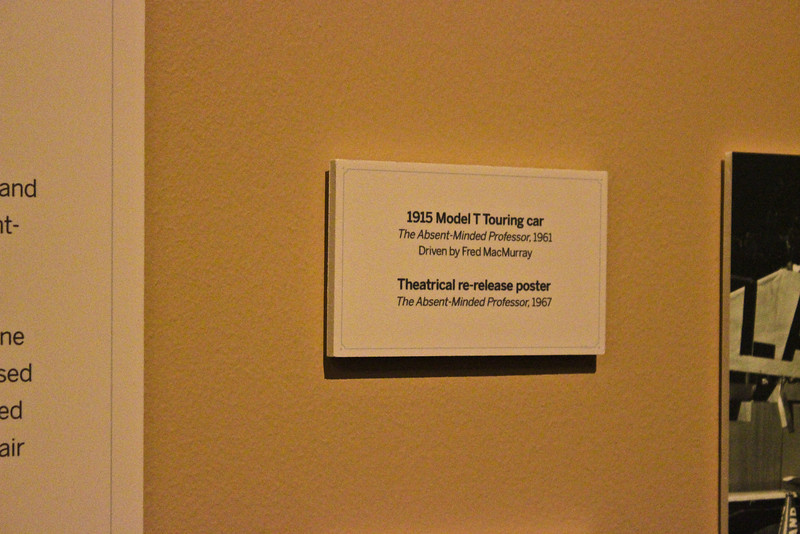 and
nt-
ne
sed
ed
air
1915 Model T Touring car
The Absent-Minded Professor, 1961
Driven by Fred MacMurray
Theatrical re-release poster
The Absent-Minded Professor, 1967